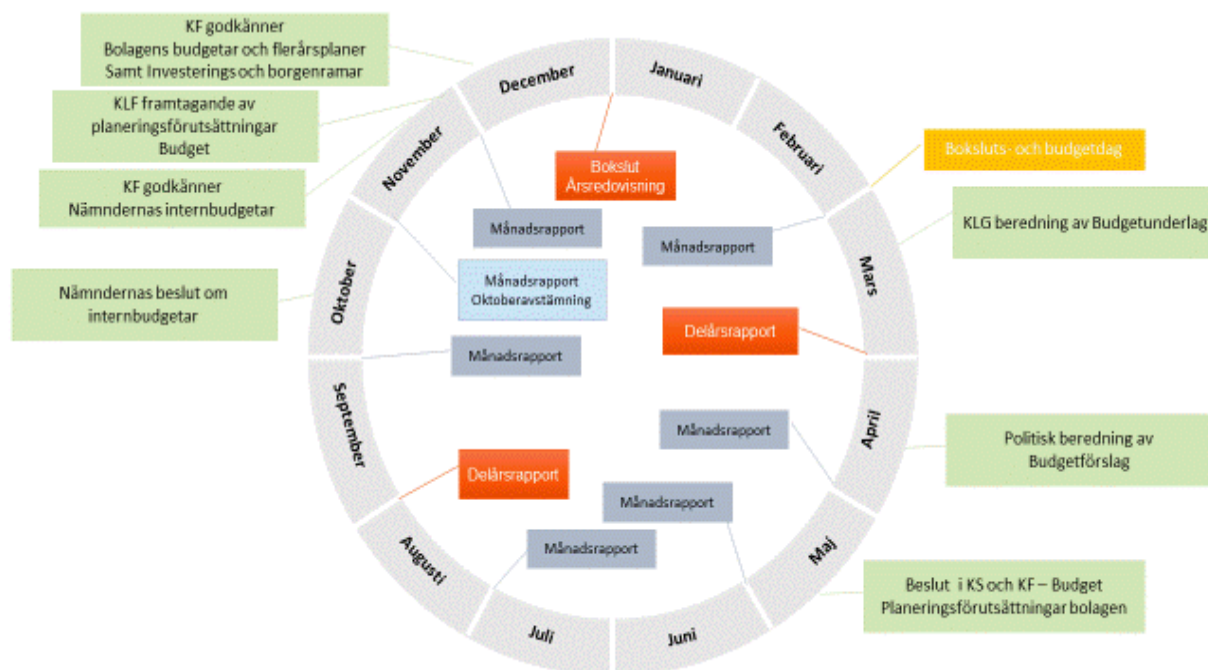 KF godkänner
Bolagens budgetar och flerårsplaner
Samt Investerings och borgenramar
KLF framtagande av
planeringsförutsättningar
Budget
KF godkänner
Nämndernas internbudgetar
Nämndernas beslut om
internbudgetar
December
Januari
Februari
Mars
April
Maj
Juni
Juli
Augusti
September
Oktober
November
Bokslut
Årsredovisning
Månadsrapport
Månadsrapport
Månadsrapport
Oktoberavstämning
Månadsrapport
Delårsrapport
Månadsrapport
Delårsrapport
Månadsrapport
Månadsrapport
Boksluts- och budgetdag
KLG beredning av Budgetunderlag
Politisk beredning av
Budgetförslag
Beslut i KS och KF – Budget
Planeringsförutsättningar bolagen